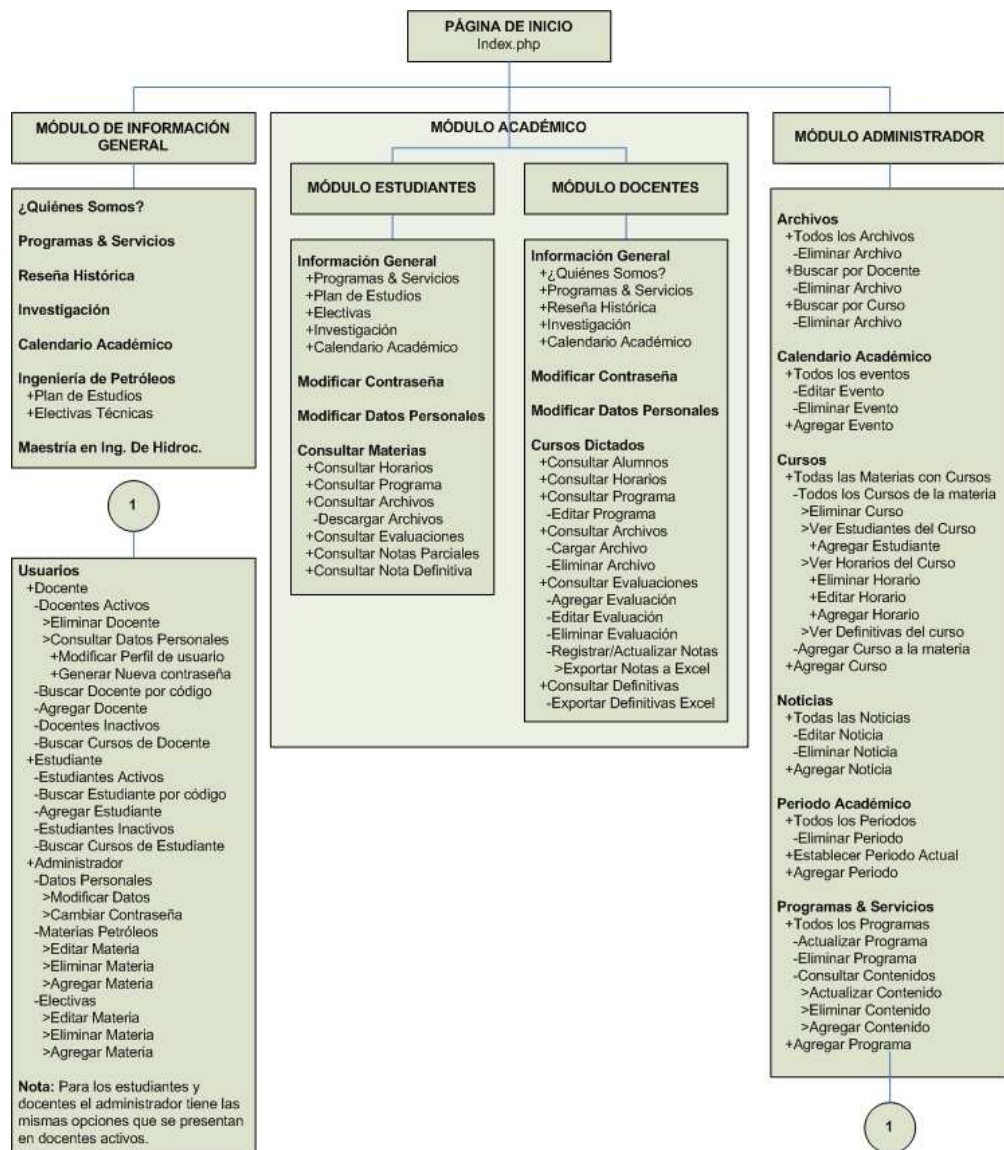 PÁGINA DE INICIO
Index.php
MÓDULO DE INFORMACIÓN
GENERAL
¿Quiénes Somos?
Programas & Servicios
Reseña Histórica
Investigación
Calendario Académico
Ingeniería de Petróleos
+Plan de Estudios
+Electivas Técnicas
Maestría en Ing. De Hidroc.
1
Usuarios
+Docente
-Docentes Activos
>Eliminar Docente
>Consultar Datos Personales
+Modificar Perfil de usuario
+Generar Nueva contraseña
-Buscar Docente por código
-Agregar Docente
-Docentes Inactivos
-Buscar Cursos de Docente
+Estudiante
-Estudiantes Activos
-Buscar Estudiante por código
-Agregar Estudiante
-Estudiantes Inactivos
-Buscar Cursos de Estudiante
+Administrador
-Datos Personales
>Modificar Datos
>Cambiar Contraseña
-Materias Petróleos
>Editar Materia
>Eliminar Materia
>Agregar Materia
-Electivas
>Editar Materia
>Eliminar Materia
>Agregar Materia
Nota: Para los estudiantes y
docentes el administrador tiene las
mismas opciones que se presentan
en docentes activos.
MÓDULO ACADÉMICO
MÓDULO ESTUDIANTES
Información General
+Programas & Servicios
+Plan de Estudios
+Electivas
+Investigación
+Calendario Académico
Modificar Contraseña
Modificar Datos Personales
Consultar Materias
+Consultar Horarios
+Consultar Programa
+Consultar Archivos
-Descargar Archivos
+Consultar Evaluaciones
+Consultar Notas Parciales
+Consultar Nota Definitiva
MÓDULO DOCENTES
Información General
+¿Quiénes Somos?
+Programas & Servicios
+Reseña Histórica
+Investigación
+Calendario Académico
Modificar Contraseña
Modificar Datos Personales
Cursos Dictados
+Consultar Alumnos
+Consultar Horarios
+Consultar Programa
-Editar Programa
+Consultar Archivos
-Cargar Archivo
-Eliminar Archivo
+Consultar Evaluaciones
-Agregar Evaluación
-Editar Evaluación
-Eliminar Evaluación
-Registrar/Actualizar Notas
>Exportar Notas a Excel
+Consultar Definitivas
-Exportar Definitivas Excel
MÓDULO ADMINISTRADOR
Archivos
+Todos los Archivos
-Eliminar Archivo
+Buscar por Docente
-Eliminar Archivo
+Buscar por Curso
-Eliminar Archivo
Calendario Académico
+Todos los eventos
-Editar Evento
-Eliminar Evento
+Agregar Evento
Cursos
+Todas las Materias con Cursos
-Todos los Cursos de la materia
>Eliminar Curso
>Ver Estudiantes del Curso
+Agregar Estudiante
>Ver Horarios del Curso
+Eliminar Horario
+Editar Horario
+Agregar Horario
>Ver Definitivas del curso
-Agregar Curso a la materia
+Agregar Curso
Noticias
+Todas las Noticias
-Editar Noticia
-Eliminar Noticia
+Agregar Noticia
Periodo Académico
+Todos los Periodos
-Eliminar Periodo
+Establecer Periodo Actual
+Agregar Periodo
Programas & Servicios
+Todos los Programas
-Actualizar Programa
-Eliminar Programa
-Consultar Contenidos
>Actualizar Contenido
>Eliminar Contenido
>Agregar Contenido
+Agregar Programa
1